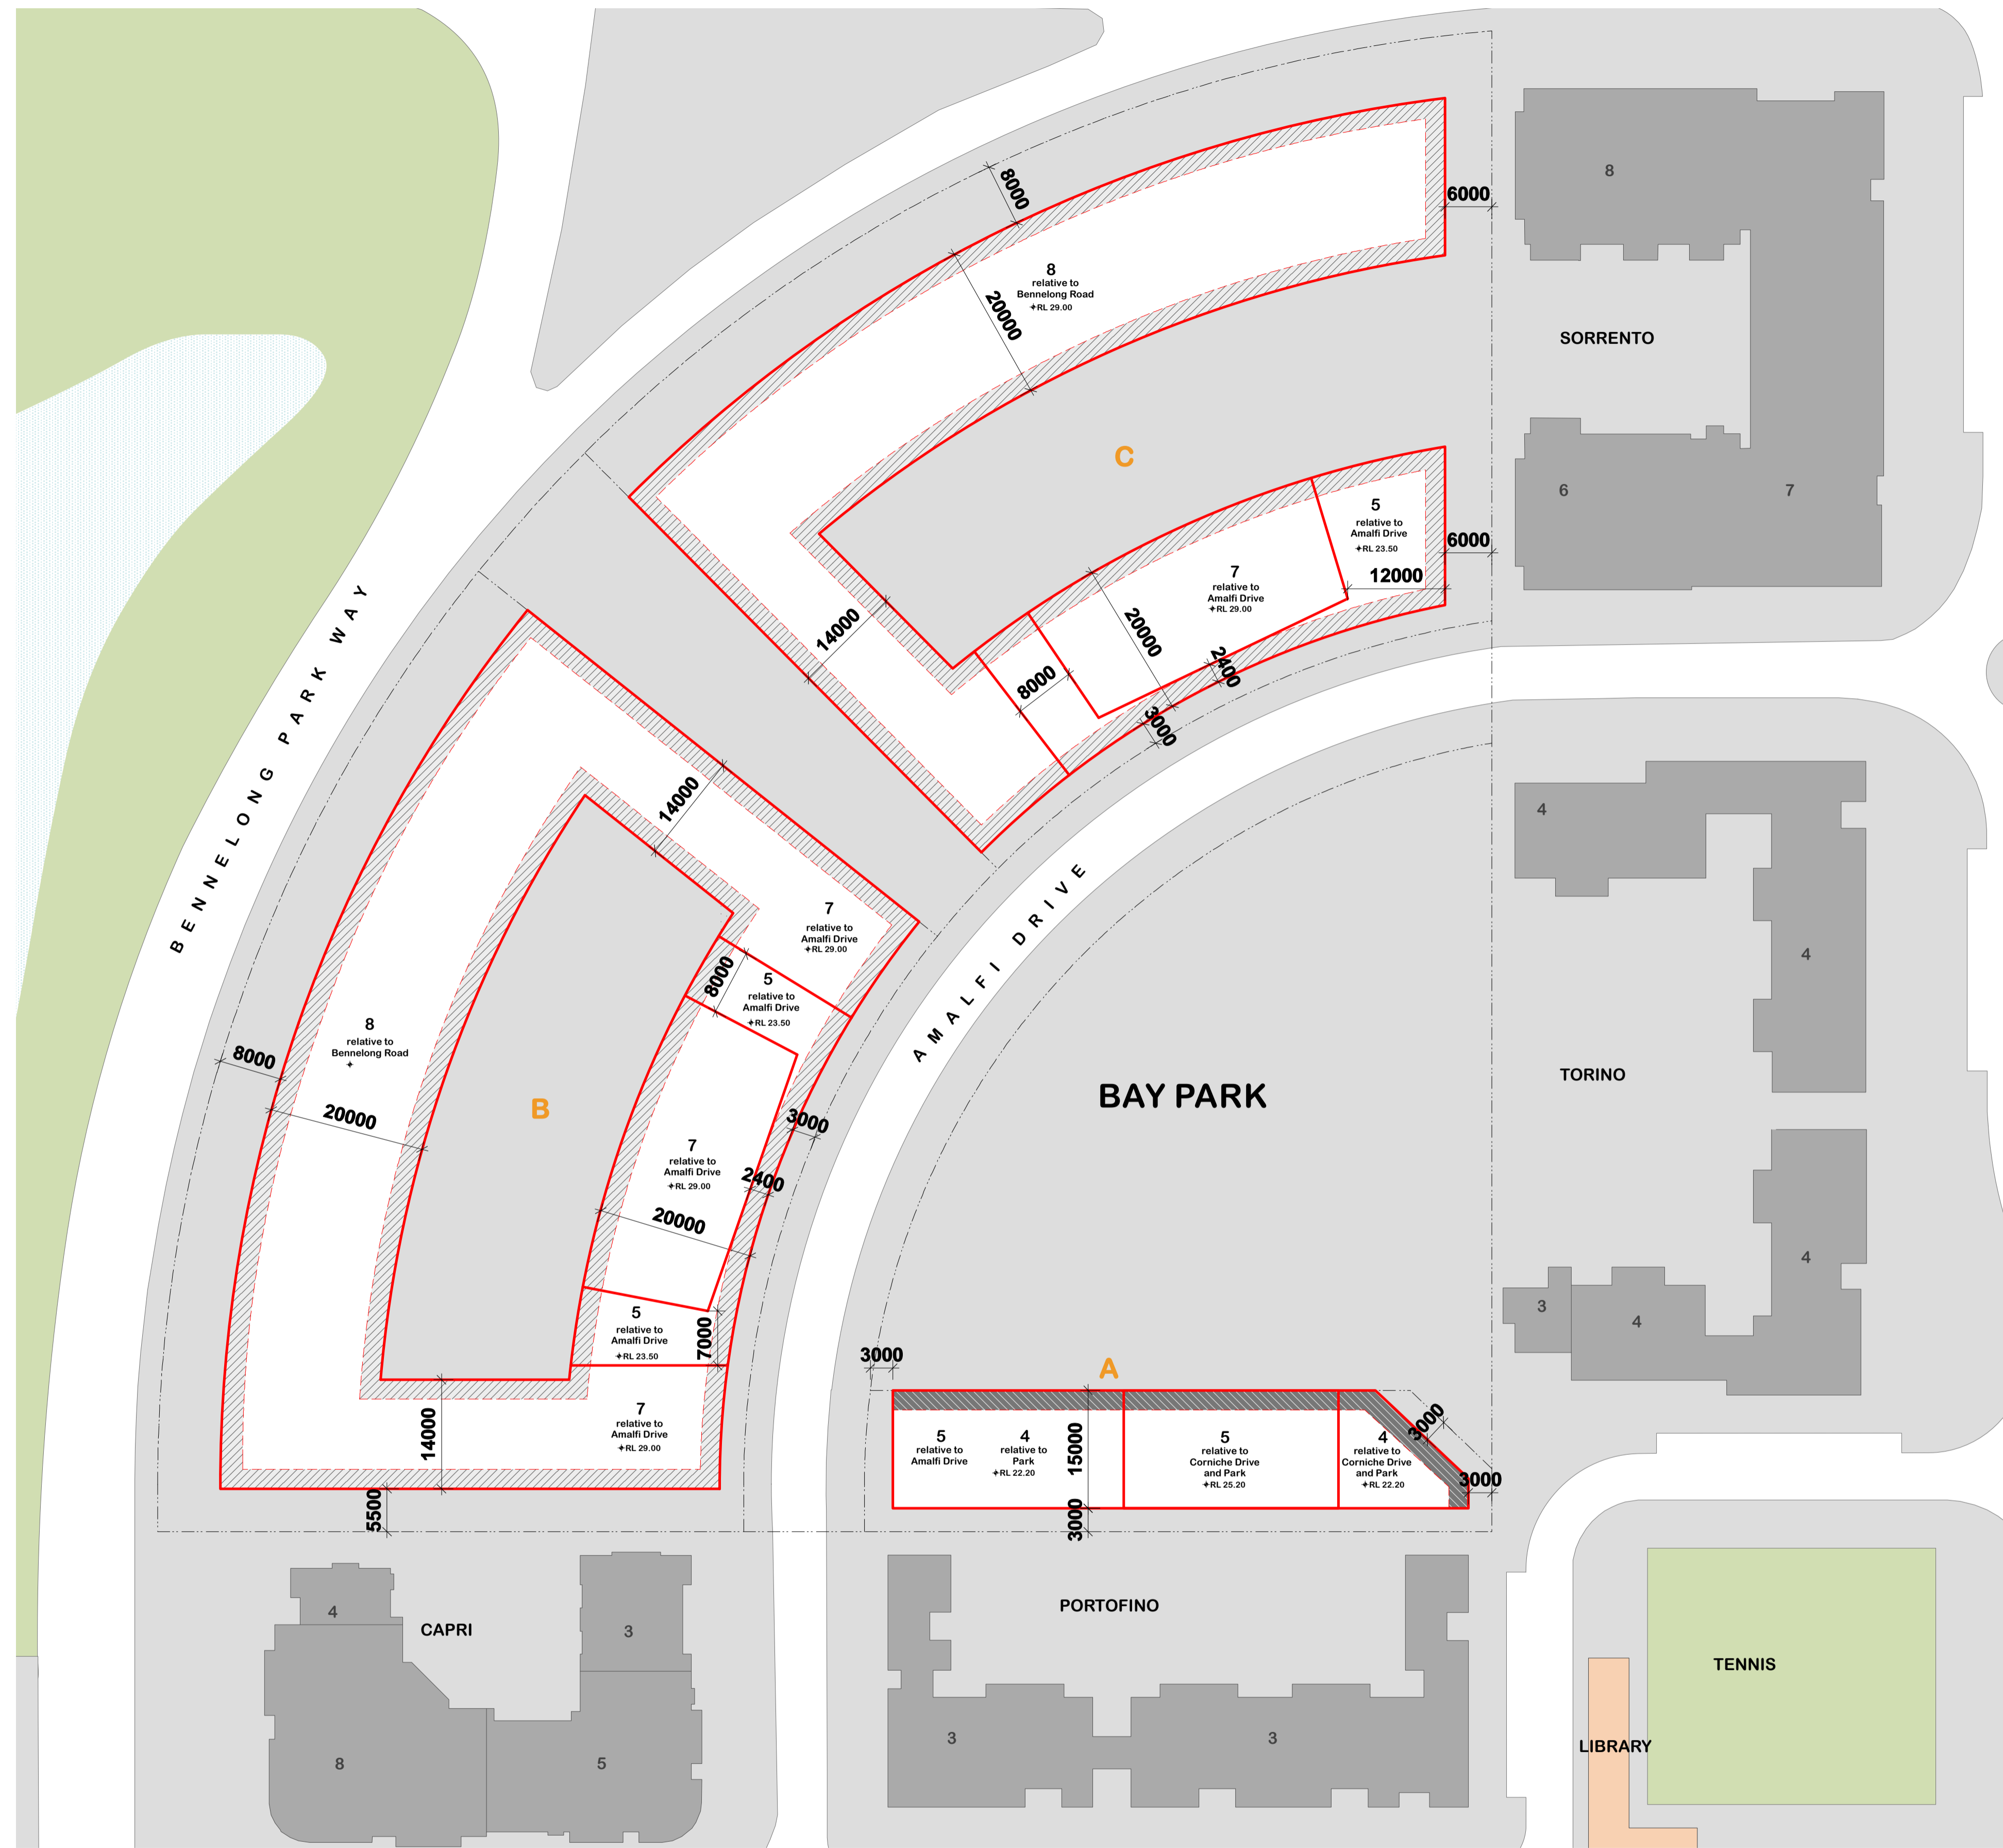 8000
6000
8
8
relative to
Bennelong Road
RL 29.00
20000
SORRENTO
C
6
7
5
relative to
Amalfi Drive
RL 23.50
6000
12000
7
relative to
Amalfi Drive
RL 29.00
14000
20000
2400
8000
3000
BENNELONG PARK WAY
14000
4
7
relative to
Amalfi Drive
RL 29.00
8000
5
relative to
Amalfi Drive
RL 23.50
AMALFI DRIVE
4
8
relative to
Bennelong Road
8000
20000
B
BAY PARK
TORINO
3000
7
relative to
Amalfi Drive
RL 29.00
2400
20000
4
3
4
5
relative to
Amalfi Drive
RL 23.50
7000
3000
A
7
relative to
Amalfi Drive
RL 29.00
14000
5500
5
relative to
Amalfi Drive
4
relative to
Park
RL 22.20
15000
3000
5
relative to
Corniche Drive
and Park
RL 25.20
4
relative to
Corniche Drive
and Park
RL 22.20
3000
3000
4
CAPRI
3
8
5
PORTOFINO
3
3
TENNIS
LIBRARY